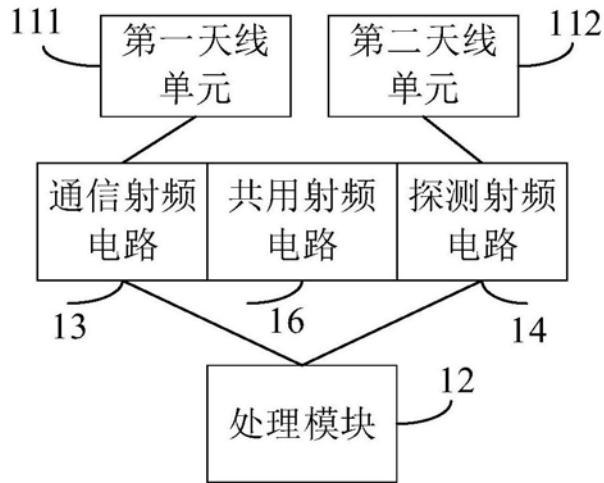 111
第一天线
单元
第二天线
单元
112
通信射频
电路
共用射频
电路
探测射频
电路
13
16
14
处理模块
12